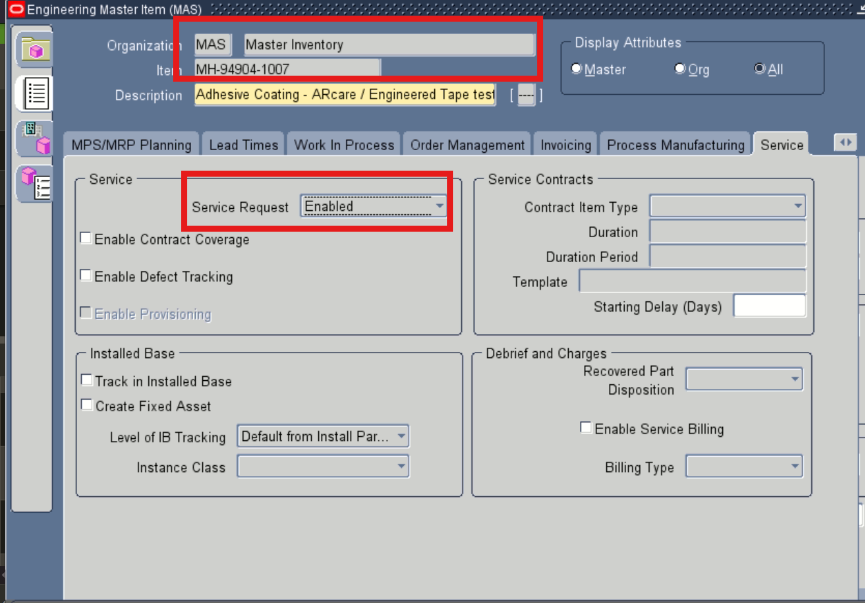 Engineering Master Item (MAS)
Organization MAS Master Inventory
Item MH-94904-1007
Description Adhesive Coating - ARcare / Engineered Tape test [ ---- ]
Display Attributes
Master Org All
MPS/MRP Planning Lead Times Work In Process Order Management Invoicing Process Manufacturing Service
Service
Service Request Enabled
Enable Contract Coverage
Enable Defect Tracking
Enable Provisioning
Service Contracts
Contract Item Type
Duration
Duration Period
Template
Starting Delay (Days)
Installed Base
Track in Installed Base
Create Fixed Asset
Level of IB Tracking Default from Install Par...
Instance Class
Debrief and Charges
Recovered Part
Disposition
Enable Service Billing
Billing Type